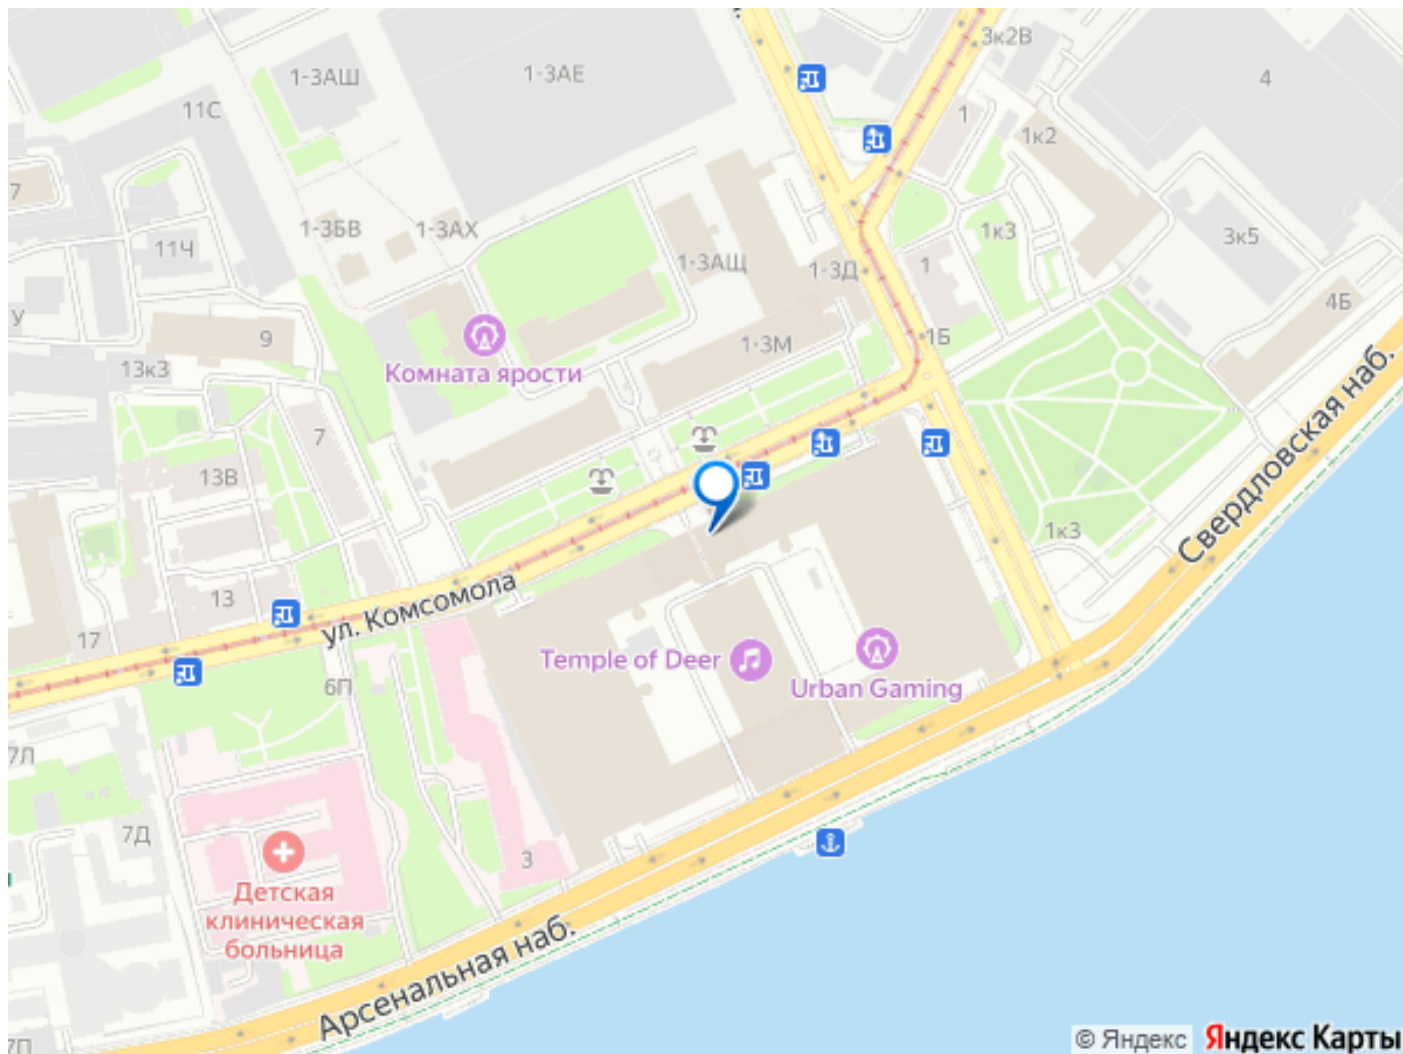 3к2В
1-3АШ
1-3АЕ
4
11С
1
1к2
7
1-3БВ
1-3АХ
1к3
3к5
11Ч
1-3АЩ
1-3Д
1
4Б
У
9
1Б
1-3М
13к3
Комната ярости
7
13В
Свердловская наб.
1к3
13
ул. Комсомола
17
Temple of Deer
6П
Urban Gaming
7Л
7Д
3
Детская
клиническая
больница
Арсенальная наб.
7П
© Яндекс
Яндекс Карты